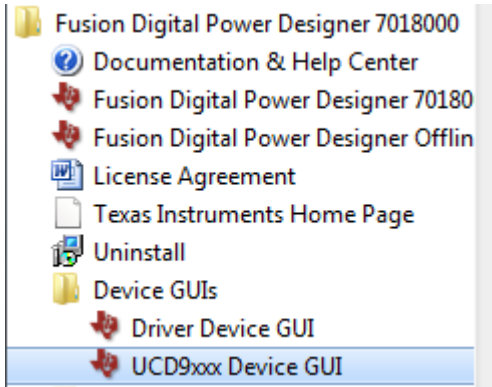 Fusion Digital Power Designer 7018000
Documentation & Help Center
Fusion Digital Power Designer 70180
Fusion Digital Power Designer Offlin
License Agreement
Texas Instruments Home Page
Uninstall
Device GUIs
Driver Device GUI
UCD9xxx Device GUI